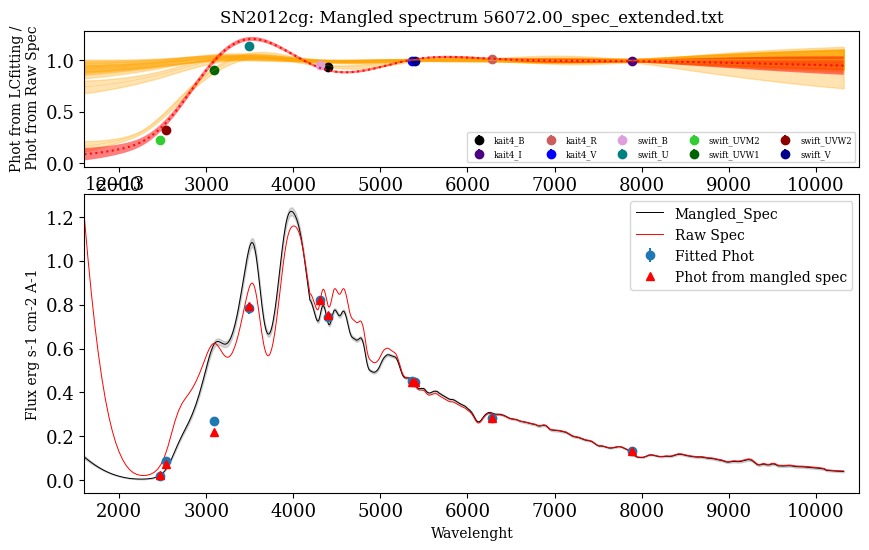 SN2012cg: Mangled spectrum 56072.00_spec_extended.txt
Phot from LCfitting /
Phot from Raw Spec
1.0
0.5
0.0
kait4_B kait4_R swift_B swift_UVM2 swift_UVW2
kait4_I kait4_V swift_U swift_UVW1 swift_V
2000 3000 4000 5000 6000 7000 8000 9000 10000
1e−13
Flux erg s-1 cm-2 A-1
1.2
1.0
0.8
0.6
0.4
0.2
0.0
Mangled_Spec
Raw Spec
Fitted Phot
Phot from mangled spec
2000 3000 4000 5000 6000 7000 8000 9000 10000
Wavelenght